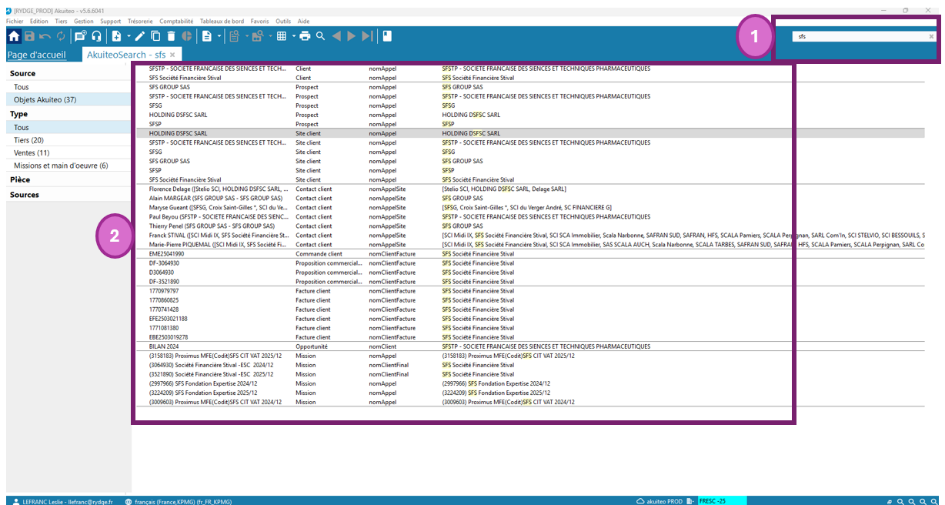 [RYDGE_PROD] Akuiteo - v5.6.6041
Fichier Edition Tiers Gestion Support Trésorerie Comptabilité Tableaux de bord Favoris Outils Aide
1
sfs
Page d'accueil AkuiteoSearch - sfs
Source
Tous
Objets Akuiteo (37)
Type
Tous
Tiers (20)
Ventes (11)
Missions et main d'oeuvre (6)
Pièce
Sources
2
SFSTP - SOCIETE FRANCAISE DES SIENCES ET TECH... Client nomAppel SFSTP - SOCIETE FRANCAISE DES SIENCES ET TECHNIQUES PHARMACEUTIQUES
SFS Société Financière Stival Client nomAppel SFS Société Financière Stival
SFS GROUP SAS Prospect nomAppel SFS GROUP SAS
SFSTP - SOCIETE FRANCAISE DES SIENCES ET TECH... Prospect nomAppel SFSTP - SOCIETE FRANCAISE DES SIENCES ET TECHNIQUES PHARMACEUTIQUES
SFSG Prospect nomAppel SFSG
HOLDING DSFSC SARL Prospect nomAppel HOLDING DSFSC SARL
SFSP Prospect nomAppel SFSP
HOLDING DSFSC SARL Site client nomAppel HOLDING DSFSC SARL
SFSTP - SOCIETE FRANCAISE DES SIENCES ET TECH... Site client nomAppel SFSTP - SOCIETE FRANCAISE DES SIENCES ET TECHNIQUES PHARMACEUTIQUES
SFSG Site client nomAppel SFSG
SFS GROUP SAS Site client nomAppel SFS GROUP SAS
SFSP Site client nomAppel SFSP
SFS Société Financière Stival Site client nomAppel SFS Société Financière Stival
Florence Delage ([Stelio SCI, HOLDING DSFSC SARL, ... Contact client nomAppelSite [Stelio SCI, HOLDING DSFSC SARL, Delage SARL]
Alain MARGEAR (SFS GROUP SAS - SFS GROUP SAS) Contact client nomAppelSite SFS GROUP SAS
Maryse Gueant ([SFSG, Croix Saint-Gilles *, SCI du Ve... Contact client nomAppelSite [SFSG, Croix Saint-Gilles *, SCI du Verger André, SC FINANCIERE G]
Paul Beyou (SFSTP - SOCIETE FRANCAISE DES SIENC... Contact client nomAppelSite SFSTP - SOCIETE FRANCAISE DES SIENCES ET TECHNIQUES PHARMACEUTIQUES
Thierry Penel (SFS GROUP SAS - SFS GROUP SAS) Contact client nomAppelSite SFS GROUP SAS
Franck STIVAL ([SCI Midi IX, SFS Société Financière St... Contact client nomAppelSite [SCI Midi IX, SFS Société Financière Stival, SCI SCA Immobilier, Scala Narbonne, SCALA TARBES, SAFRAN SUD, SAFRAN, HFS, SCALA Pamiers, SCALA Perpignan, SARL Com'In, SCI STELVIO, SCI BESSOUILS, S
Marie-Pierre PIQUEMAL ([SCI Midi IX, SFS Société Fi... Contact client nomAppelSite [SCI Midi IX, SFS Société Financière Stival, SCI SCA Immobilier, SAS SCALA AUCH, Scala Narbonne, SCALA TARBES, SAFRAN SUD, SAFRAN, HFS, SCALA Pamiers, SCALA Perpignan, SARL Co
EME25041990 Commande client nomClientFacture SFS Société Financière Stival
DF-3064930 Proposition commercial... nomClientFacture SFS Société Financière Stival
D3064930 Proposition commercial... nomClientFacture SFS Société Financière Stival
DF-3521890 Proposition commercial... nomClientFacture SFS Société Financière Stival
1770979797 Facture client nomClientFacture SFS Société Financière Stival
1770860825 Facture client nomClientFacture SFS Société Financière Stival
1770741428 Facture client nomClientFacture SFS Société Financière Stival
EFE2503021188 Facture client nomClientFacture SFS Société Financière Stival
1771081380 Facture client nomClientFacture SFS Société Financière Stival
EBE2503019278 Facture client nomClientFacture SFS Société Financière Stival
BILAN 2024 Opportunité nomClient SFSTP - SOCIETE FRANCAISE DES SIENCES ET TECHNIQUES PHARMACEUTIQUES
(3158183) Proximus MFE(Codit)SFS CIT VAT 2025/12 Mission nomAppel (3158183) Proximus MFE(Codit)SFS CIT VAT 2025/12
(3064930) Société Financière Stival -ESC 2024/12 Mission nomClientFinal SFS Société Financière Stival
(3521890) Société Financière Stival -ESC 2025/12 Mission nomClientFinal SFS Société Financière Stival
(2997966) SFS Fondation Expertise 2024/12 Mission nomAppel (2997966) SFS Fondation Expertise 2024/12
(3224209) SFS Fondation Expertise 2025/12 Mission nomAppel (3224209) SFS Fondation Expertise 2025/12
(3009603) Proximus MFE(Codit)SFS CIT VAT 2024/12 Mission nomAppel (3009603) Proximus MFE(Codit)SFS CIT VAT 2024/12
LEFRANC Leslie - llefranc@rydge.fr français (France,KPMG) (fr_FR_KPMG) akuiteo PROD FRESC -25